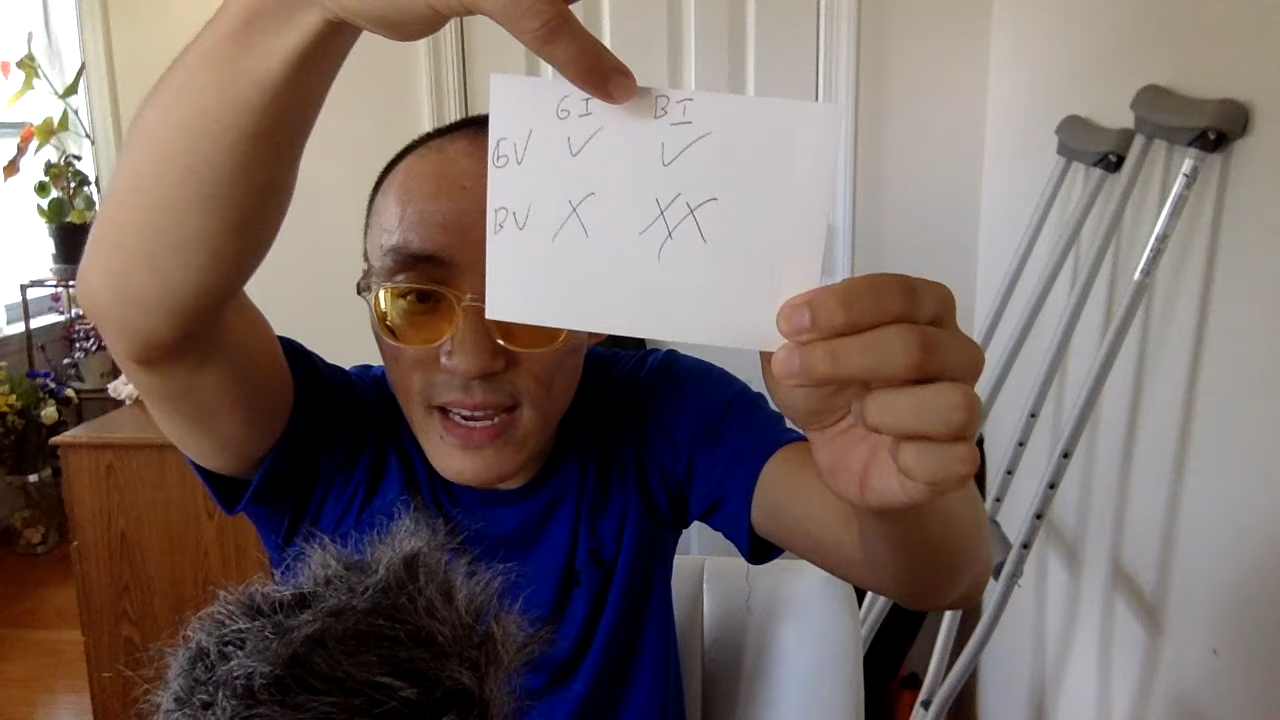 GI BI
GV ✓ ✓
BV X XX